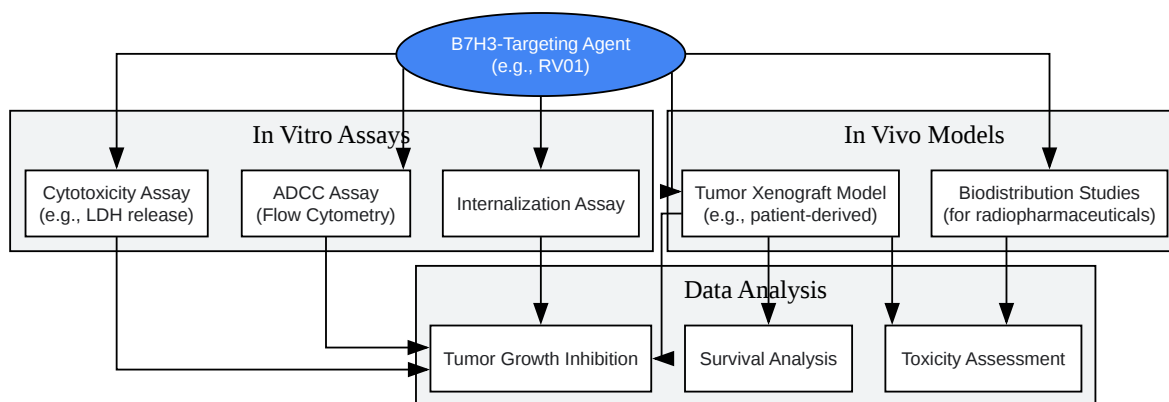 B7H3-Targeting Agent
(e.g., RV01)
In Vitro Assays
In Vivo Models
Cytotoxicity Assay
(e.g., LDH release)
ADCC Assay
(Flow Cytometry)
Internalization Assay
Tumor Xenograft Model
(e.g., patient-derived)
Biodistribution Studies
(for radiopharmaceuticals)
Data Analysis
Tumor Growth Inhibition
Survival Analysis
Toxicity Assessment